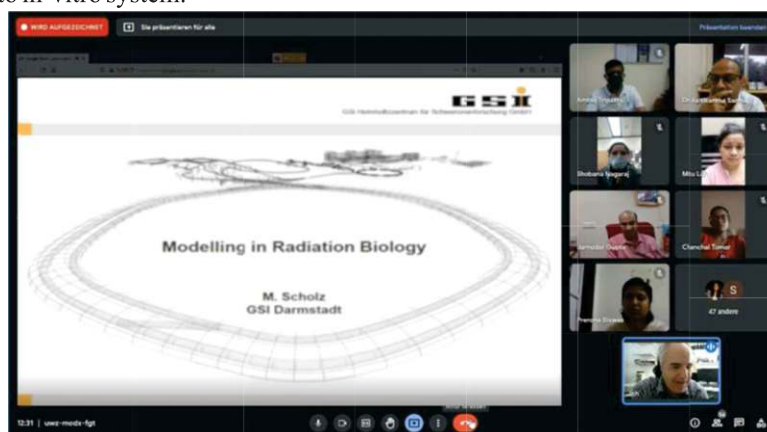 WIRD AUFGEZEICHNET
Sie präsentieren für alle
Präsentation beenden
GSI
GSI Helmholtzzentrum für Schwerionenforschung GmbH
Modelling in Radiation Biology
M. Scholz
GSI Darmstadt
Shobana Nagaraj
Mitu L
Chanchal Tomar
S
47 andere
12:31 | uwz-modx-fgt